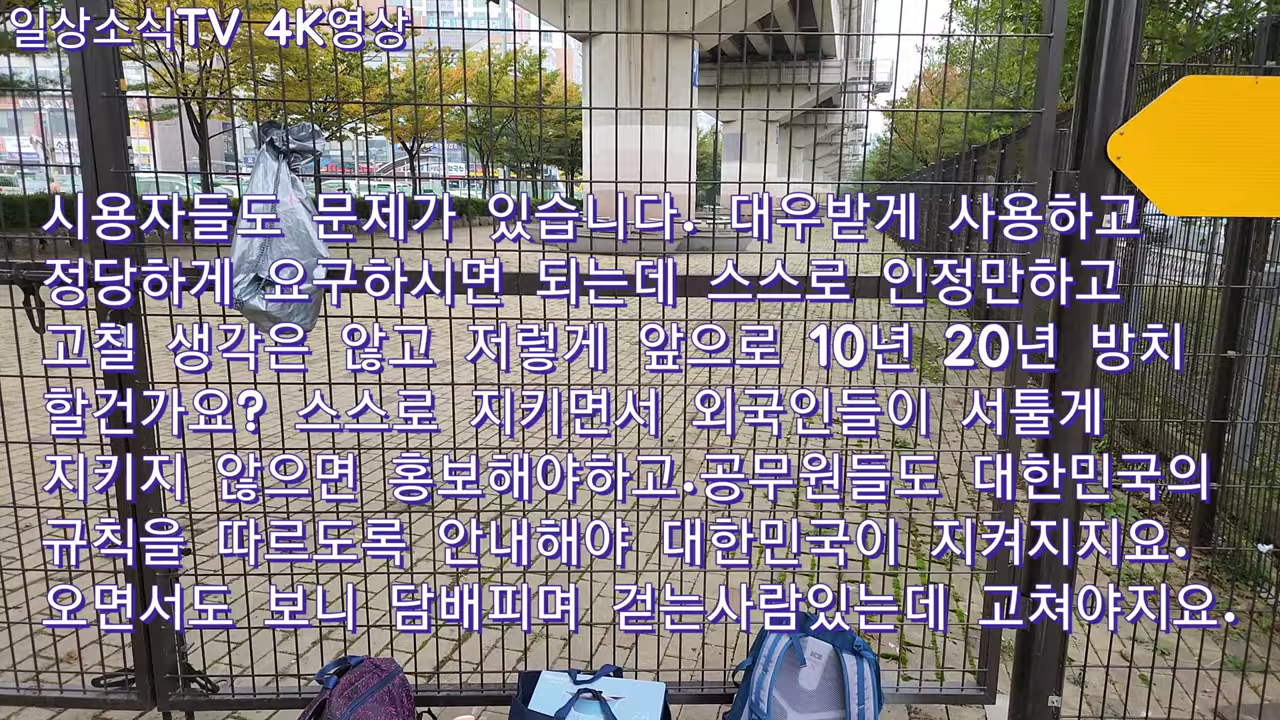 일상소식TV 4K영상
시용자들도 문제가 있습니다. 대우받게 사용하고
정당하게 요구하시면 되는데 스스로 인정만하고
고칠 생각은 않고 저렇게 앞으로 10년 20년 방치
할건가요? 스스로 지키면서 외국인들이 서툴게
지키지 않으면 홍보해야하고.공무원들도 대한민국의
규칙을 따르도록 안내해야 대한민국이 지켜지지요.
오면서도 보니 담배피며 걷는사람있는데 고쳐야지요.